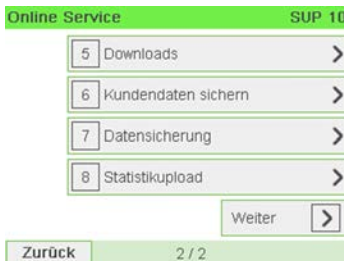 Online Service SUP 10
5 Downloads
6 Kundendaten sichern
7 Datensicherung
8 Statistikupload
Weiter
Zurück 2 / 2